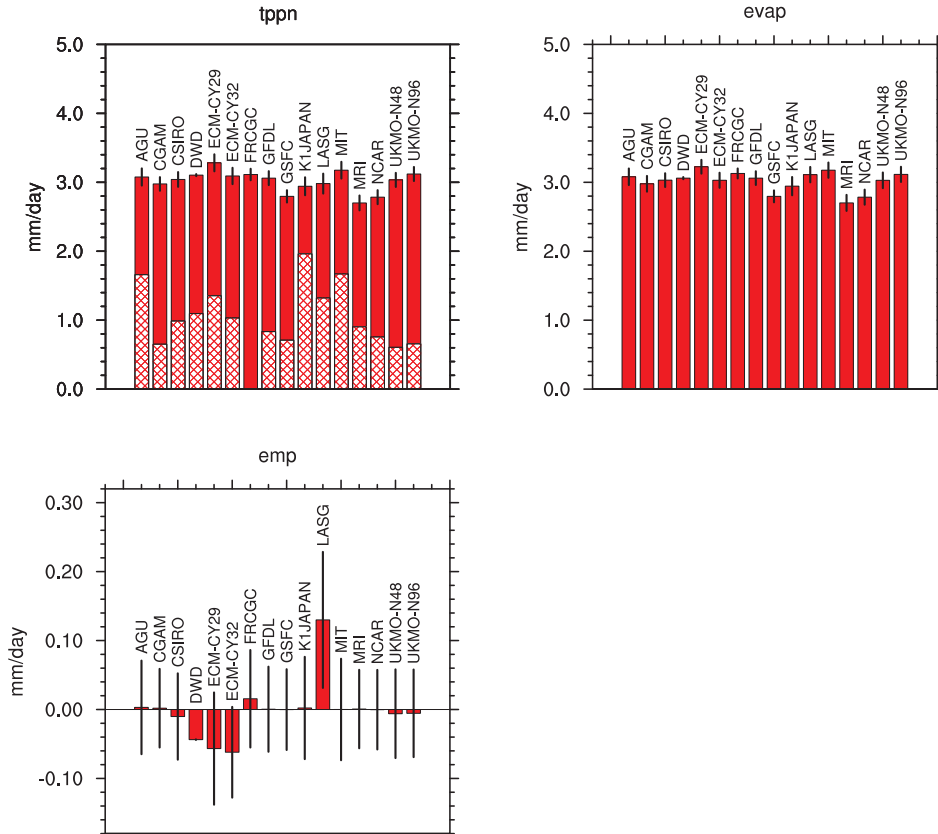 tppn
5.0
4.0
3.0
2.0
1.0
0.0
mm/day
AGU
CGAM
CSIRO
DWD
ECM-CY29
ECM-CY32
FRCGC
GFDL
GSFC
K1JAPAN
LASG
MIT
MRI
NCAR
UKMO-N48
UKMO-N96
evap
5.0
4.0
3.0
2.0
1.0
0.0
mm/day
AGU
CGAM
CSIRO
DWD
ECM-CY29
ECM-CY32
FRCGC
GFDL
GSFC
K1JAPAN
LASG
MIT
MRI
NCAR
UKMO-N48
UKMO-N96
emp
0.30
0.20
0.10
0.00
-0.10
mm/day
AGU
CGAM
CSIRO
DWD
ECM-CY29
ECM-CY32
FRCGC
GFDL
GSFC
K1JAPAN
LASG
MIT
MRI
NCAR
UKMO-N48
UKMO-N96